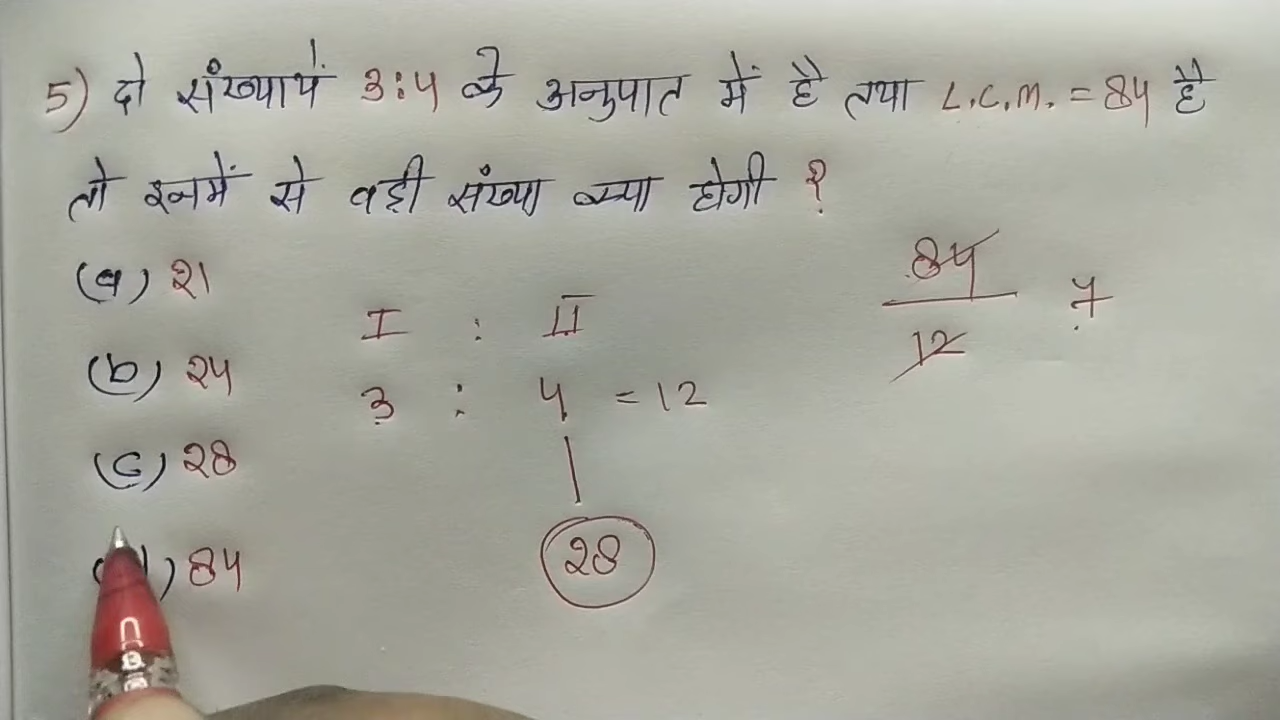 5) दो संख्यायें 3:4 के अनुपात में है तथा L.C.M. = 84 है
तो इनमें से बड़ी संख्या क्या होगी ?
(a) 21
(b) 24
(c) 28
84
I : II
3 : 4 = 12
28
84
12
7